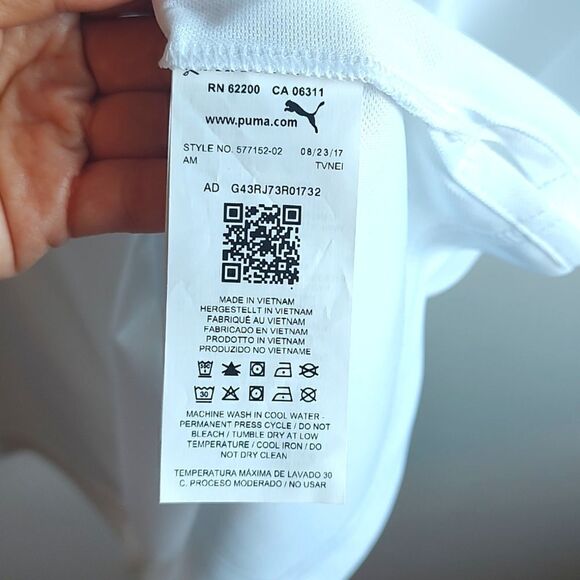 RN 62200 CA 06311
www.puma.com
STYLE NO. 577152-02 08/23/17
AM TVNEI
AD G43RJ73R01732
MADE IN VIETNAM
HERGESTELLT IN VIETNAM
FABRIQUÉ AU VIETNAM
FABRICADO EN VIETNAM
PRODOTTO IN VIETNAM
PRODUZIDO NO VIETNAME
30
MACHINE WASH IN COOL WATER -
PERMANENT PRESS CYCLE / DO NOT
BLEACH / TUMBLE DRY AT LOW
TEMPERATURE / COOL IRON / DO
NOT DRY CLEAN
TEMPERATURA MÁXIMA DE LAVADO 30
C. PROCESO MODERADO / NO USAR